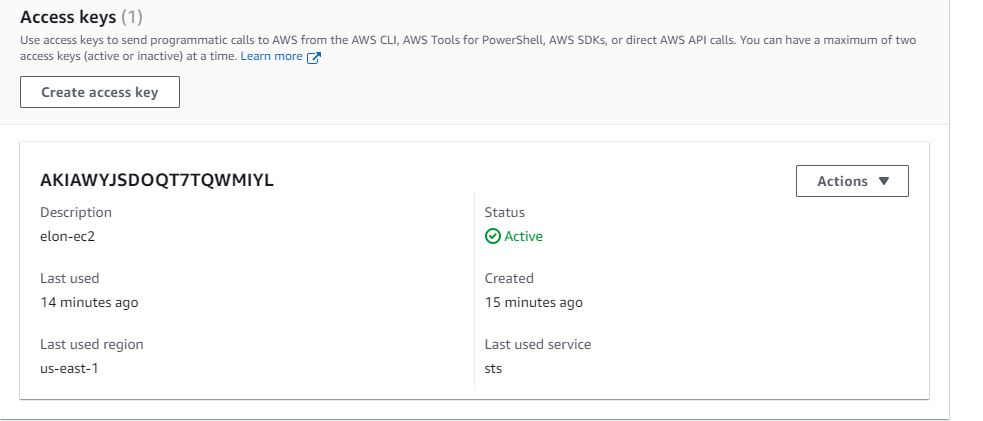 Access keys (1)
Use access keys to send programmatic calls to AWS from the AWS CLI, AWS Tools for PowerShell, AWS SDKs, or direct AWS API calls. You can have a maximum of two
access keys (active or inactive) at a time. Learn more
Create access key
AKIAWYJSDOQT7TQWMIYL
Actions
Description
Status
elon-ec2
Active
Last used
Created
14 minutes ago
15 minutes ago
Last used region
Last used service
us-east-1
sts